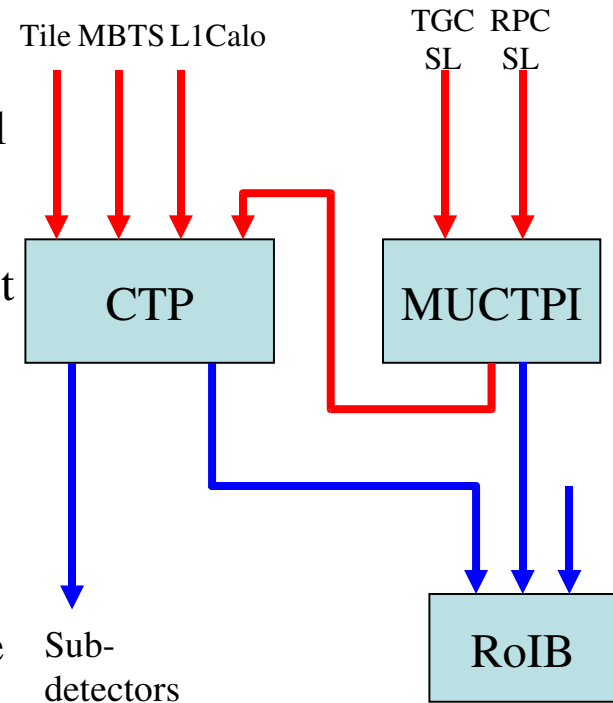 Tile MBTS L1Calo
TGC RPC
SL SL
l
t
CTP
MUCTPI
e
Sub-
detectors
RoIB